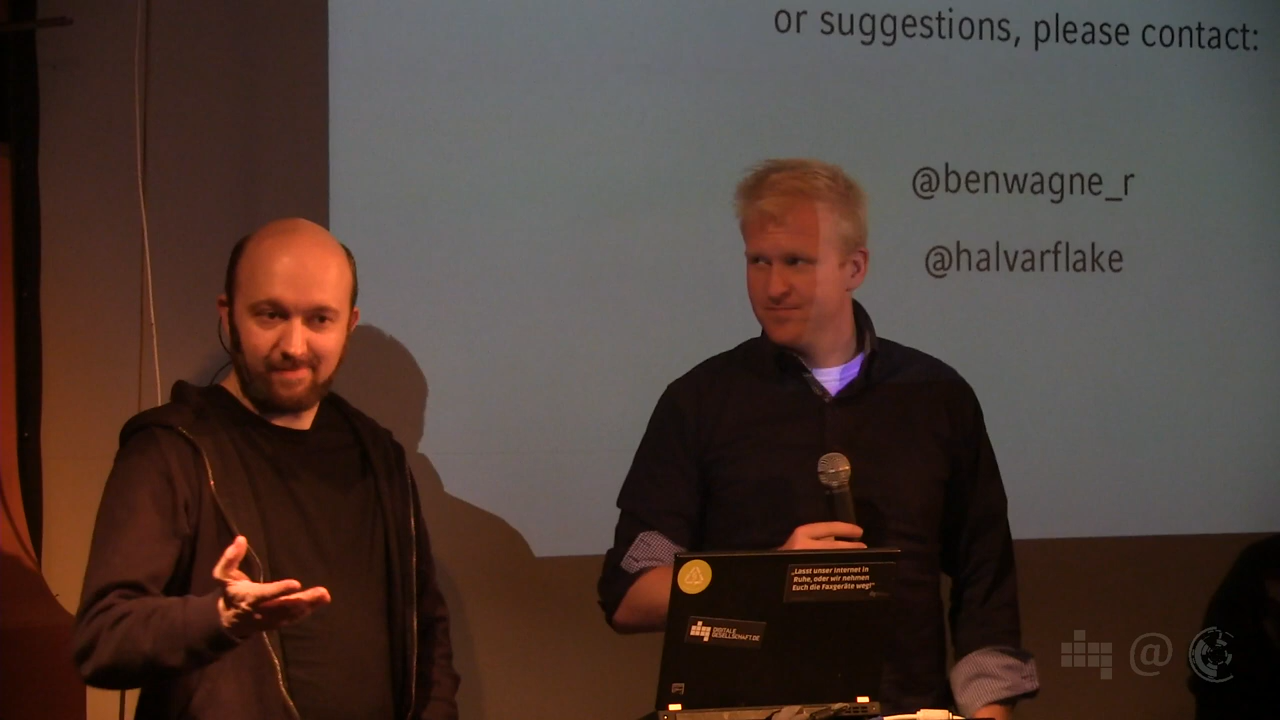 or suggestions, please contact:
@benwagne_r
@halvarflake
„Lasst unser Internet in
Ruhe, oder wir nehmen
Euch die Faxgeräte weg!“
DIGITALE
GESELLSCHAFT.DE
@